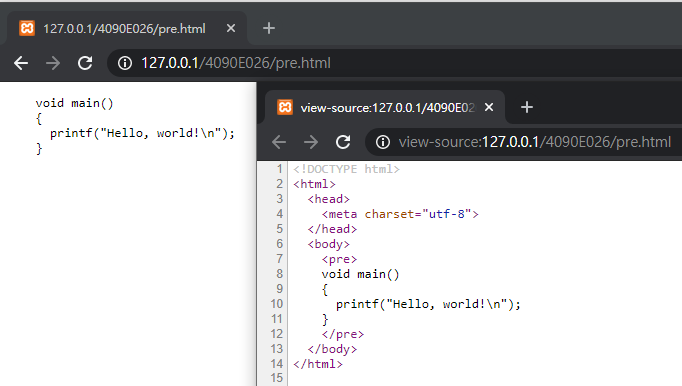 127.0.0.1/4090E026/pre.html
127.0.0.1/4090E026/pre.html
void main()
{
  printf("Hello, world!\n");
}
view-source:127.0.0.1/4090E02
view-source:127.0.0.1/4090E026/pre.html
1 <!DOCTYPE html>
2 <html>
3   <head>
4     <meta charset="utf-8">
5   </head>
6   <body>
7     <pre>
8     void main()
9     {
10       printf("Hello, world!\n");
11     }
12     </pre>
13   </body>
14 </html>
15